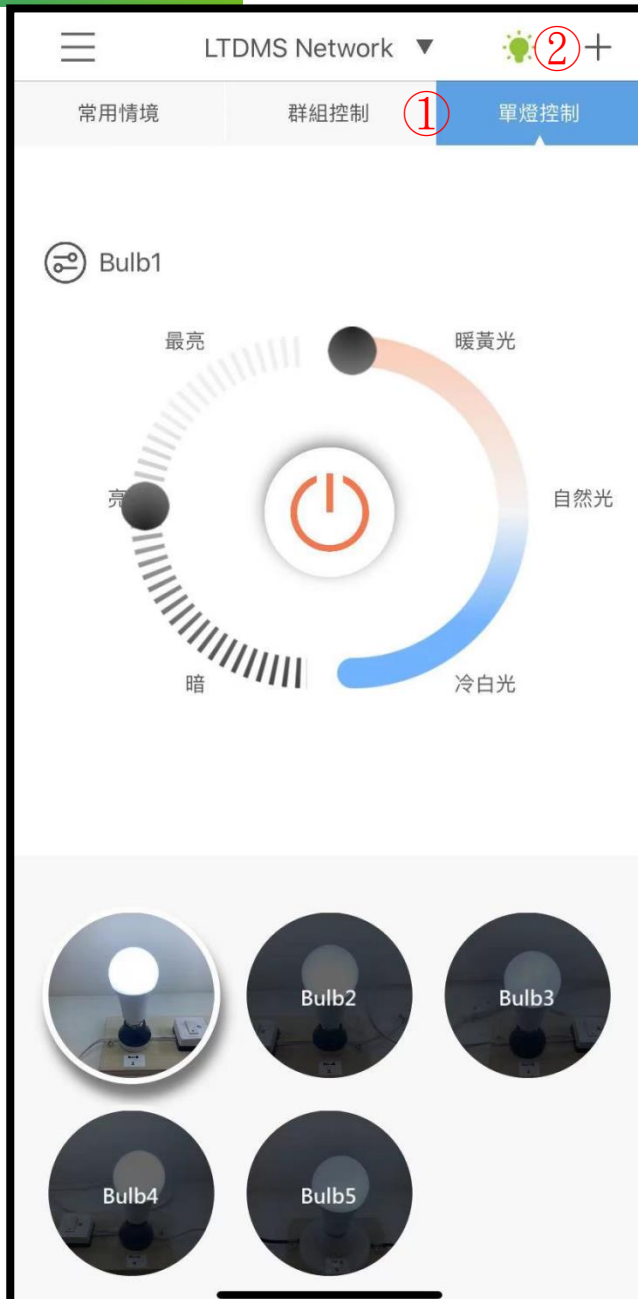 LTDMS Network ▼ ② +
常用情境 群組控制 ① 單燈控制
Bulb1
最亮 暖黃光
亮 自然光
暗 冷白光
Bulb2 Bulb3
Bulb4 Bulb5